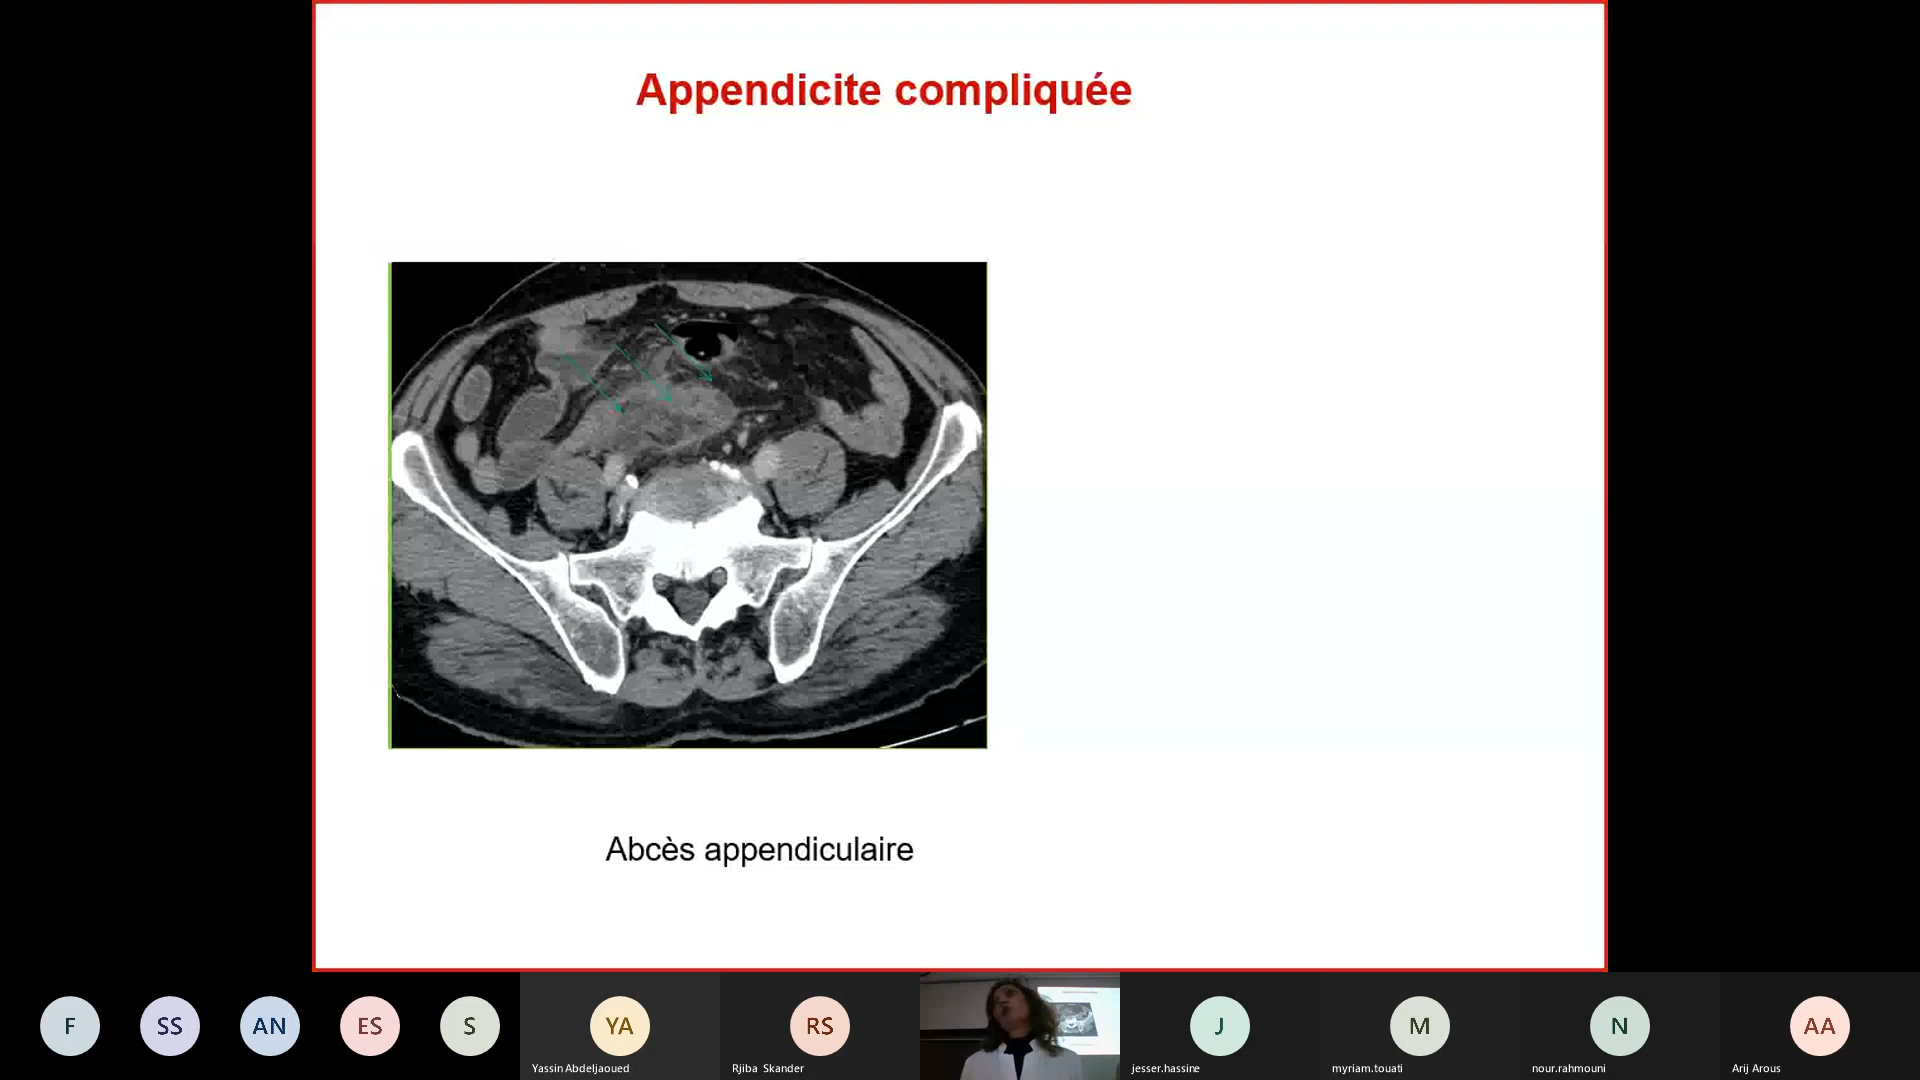 Appendicite compliquée
Abcès appendiculaire
F
SS
AN
ES
S
YA
RS
J
M
N
AA
Yassin Abdeljaoued
Rjiba Skander
jesser.hassine
myriam.touati
nour.rahmouni
Arij Arous